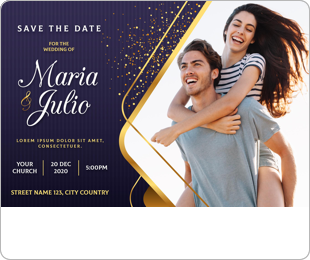 SAVE THE DATE
FOR THE
WEDDING OF
Maria
& Julio
LOREM IPSUM DOLOR SIT AMET,
CONSECTETUER.
YOUR CHURCH
20 DEC 2020
5:00PM
STREET NAME 123, CITY COUNTRY